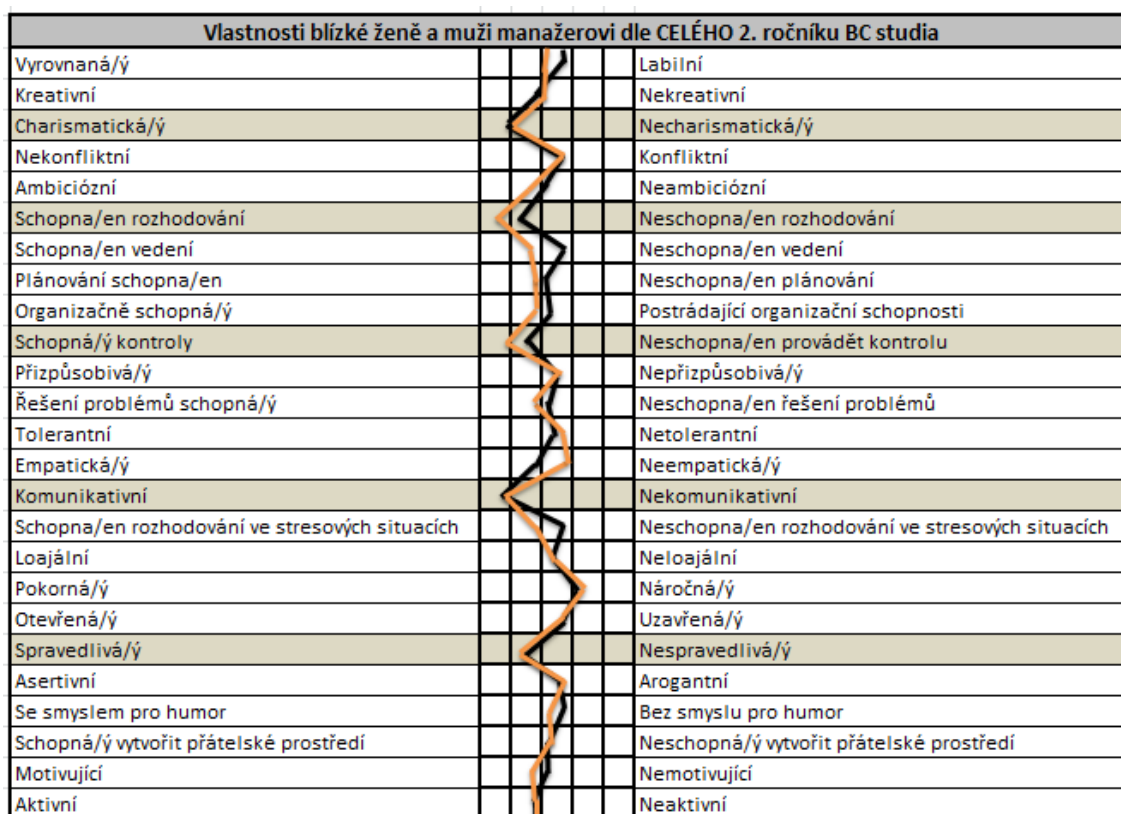 Vlastnosti blízké ženě a muži manažerovi dle CELÉHO 2. ročníku BC studia
Vyrovnaná/ý Labilní
Kreativní Nekreativní
Charismatická/ý Necharismatická/ý
Nekonfliktní Konfliktní
Ambiciózní Neambiciózní
Schopna/en rozhodování Neschopna/en rozhodování
Schopna/en vedení Neschopna/en vedení
Plánování schopna/en Neschopna/en plánování
Organizačně schopná/ý Postrádající organizační schopnosti
Schopná/ý kontroly Neschopna/en provádět kontrolu
Přizpůsobivá/ý Nepřizpůsobivá/ý
Řešení problémů schopná/ý Neschopna/en řešení problémů
Tolerantní Netolerantní
Empatická/ý Neempatická/ý
Komunikativní Nekomunikativní
Schopna/en rozhodování ve stresových situacích Neschopna/en rozhodování ve stresových situacích
Loajální Neloajální
Pokorná/ý Náročná/ý
Otevřená/ý Uzavřená/ý
Spravedlivá/ý Nespravedlivá/ý
Asertivní Arogantní
Se smyslem pro humor Bez smyslu pro humor
Schopná/ý vytvořit přátelské prostředí Neschopná/ý vytvořit přátelské prostředí
Motivující Nemotivující
Aktivní Neaktivní